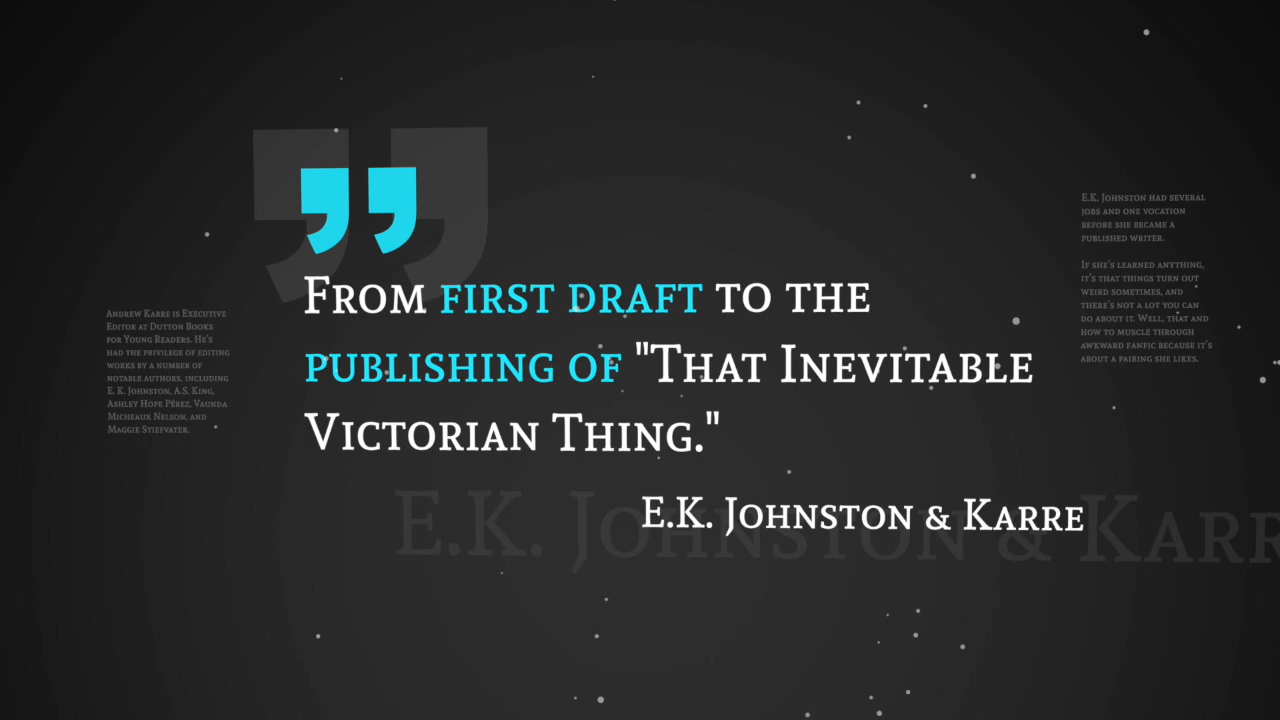 From first draft to the
publishing of "That Inevitable
Victorian Thing."
E.K. Johnston & Karre
E.K. Johnston & Karre
Andrew Karre is Executive
Editor at Dutton Books
for Young Readers. He's
had the privilege of editing
works by a number of
notable authors, including
E. K. Johnston, A.S. King,
Ashley Hope Pérez, Vaunda
Micheaux Nelson, and
Maggie Stiefvater.
E.K. Johnston had several
jobs and one vocation
before she became a
published writer.
If she's learned anything,
it's that things turn out
weird sometimes, and
there's not a lot you can
do about it. Well, that and
how to muscle through
awkward fanfic because it's
about a pairing she likes.